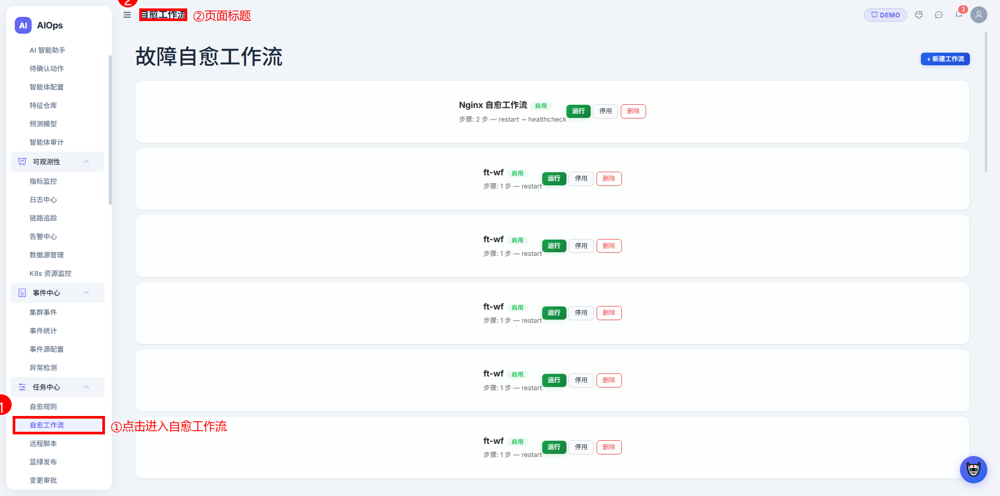 AI AIOps
AI 智能助手
待确认动作
智能体配置
特征仓库
预测模型
智能体审计
可观测性
指标监控
日志中心
链路追踪
告警中心
数据源管理
K8s 资源监控
事件中心
集群事件
事件统计
事件源配置
异常检测
任务中心
1
自愈规则
自愈工作流
①点击进入自愈工作流
远程脚本
蓝绿发布
变更审批
2
自愈工作流
②页面标题
DEMO
3
故障自愈工作流
+ 新建工作流
Nginx 自愈工作流 启用
步骤: 2 步 — restart → healthcheck
运行 停用 删除
ft-wf 启用
步骤: 1 步 — restart
运行 停用 删除
ft-wf 启用
步骤: 1 步 — restart
运行 停用 删除
ft-wf 启用
步骤: 1 步 — restart
运行 停用 删除
ft-wf 启用
步骤: 1 步 — restart
运行 停用 删除
ft-wf 启用
步骤: 1 步 — restart
运行 停用 删除